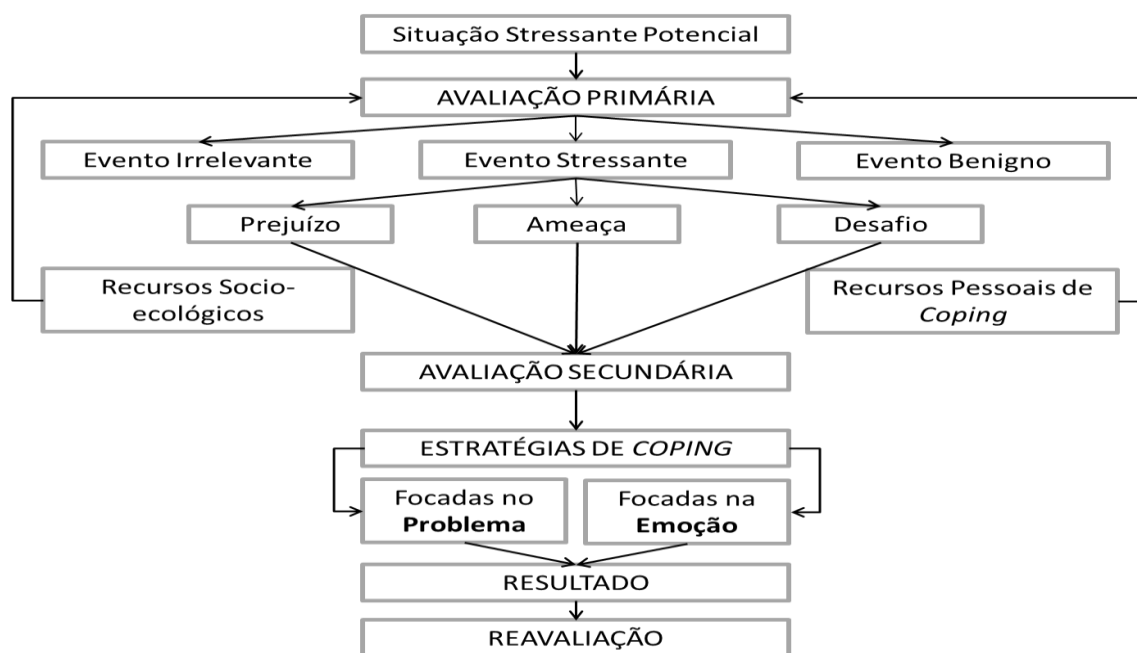 Situação Stressante Potencial
AVALIAÇÃO PRIMÁRIA
Evento Irrelevante
Evento Stressante
Evento Benigno
Prejuízo
Ameaça
Desafio
Recursos Socio-
ecológicos
Recursos Pessoais de
Coping
AVALIAÇÃO SECUNDÁRIA
ESTRATÉGIAS DE COPING
Focadas no
Problema
Focadas na
Emoção
RESULTADO
REAVALIAÇÃO